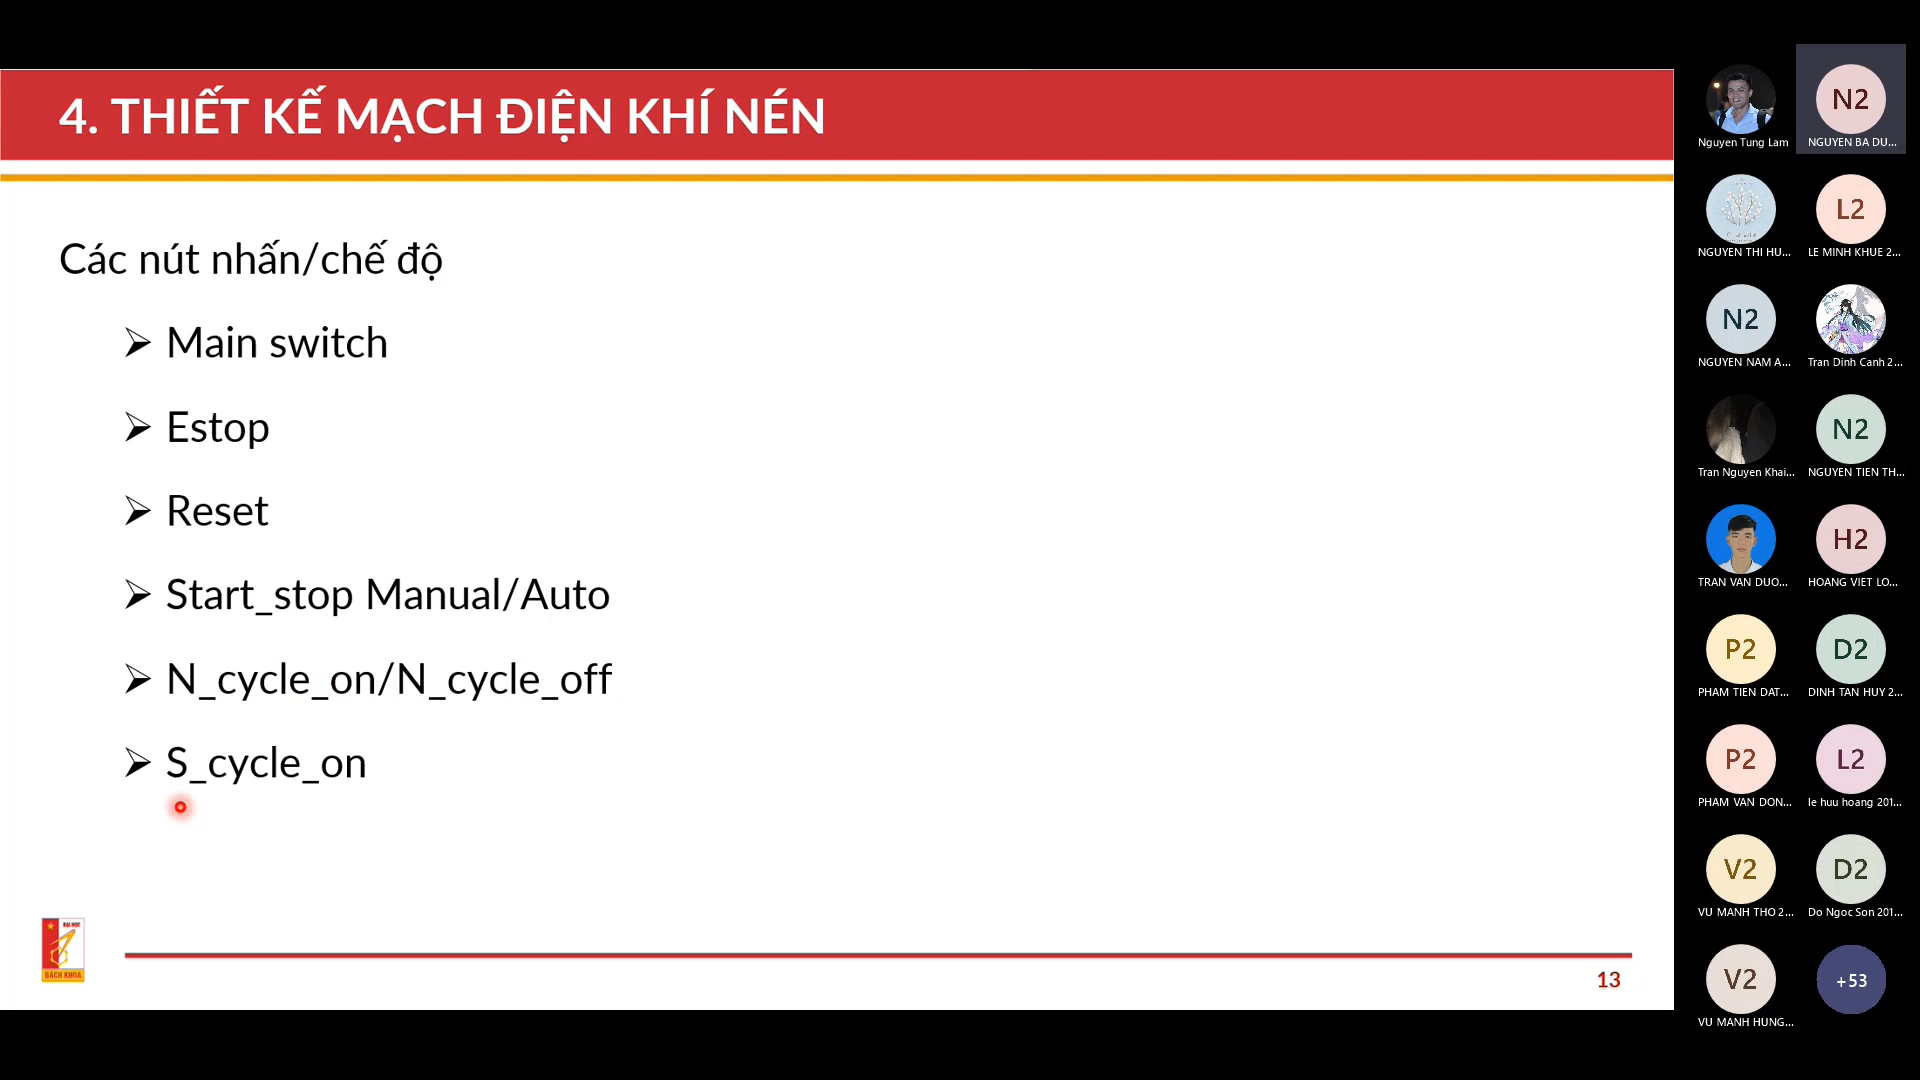 4. THIẾT KẾ MẠCH ĐIỆN KHÍ NÉN
Các nút nhấn/chế độ
Main switch
Estop
Reset
Start_stop Manual/Auto
N_cycle_on/N_cycle_off
S_cycle_on
ĐẠI HỌC
BÁCH KHOA
13
Nguyen Tung Lam
N2
NGUYEN BA DU...
NGUYEN THI HU...
L2
LE MINH KHUE 2...
N2
NGUYEN NAM A...
Tran Dinh Canh 2...
Tran Nguyen Khai...
N2
NGUYEN TIEN TH...
TRAN VAN DUO...
H2
HOANG VIET LO...
P2
PHAM TIEN DAT...
D2
DINH TAN HUY 2...
P2
PHAM VAN DON...
L2
le huu hoang 201...
V2
VU MANH THO 2...
D2
Do Ngoc Son 201...
V2
VU MANH HUNG...
+53